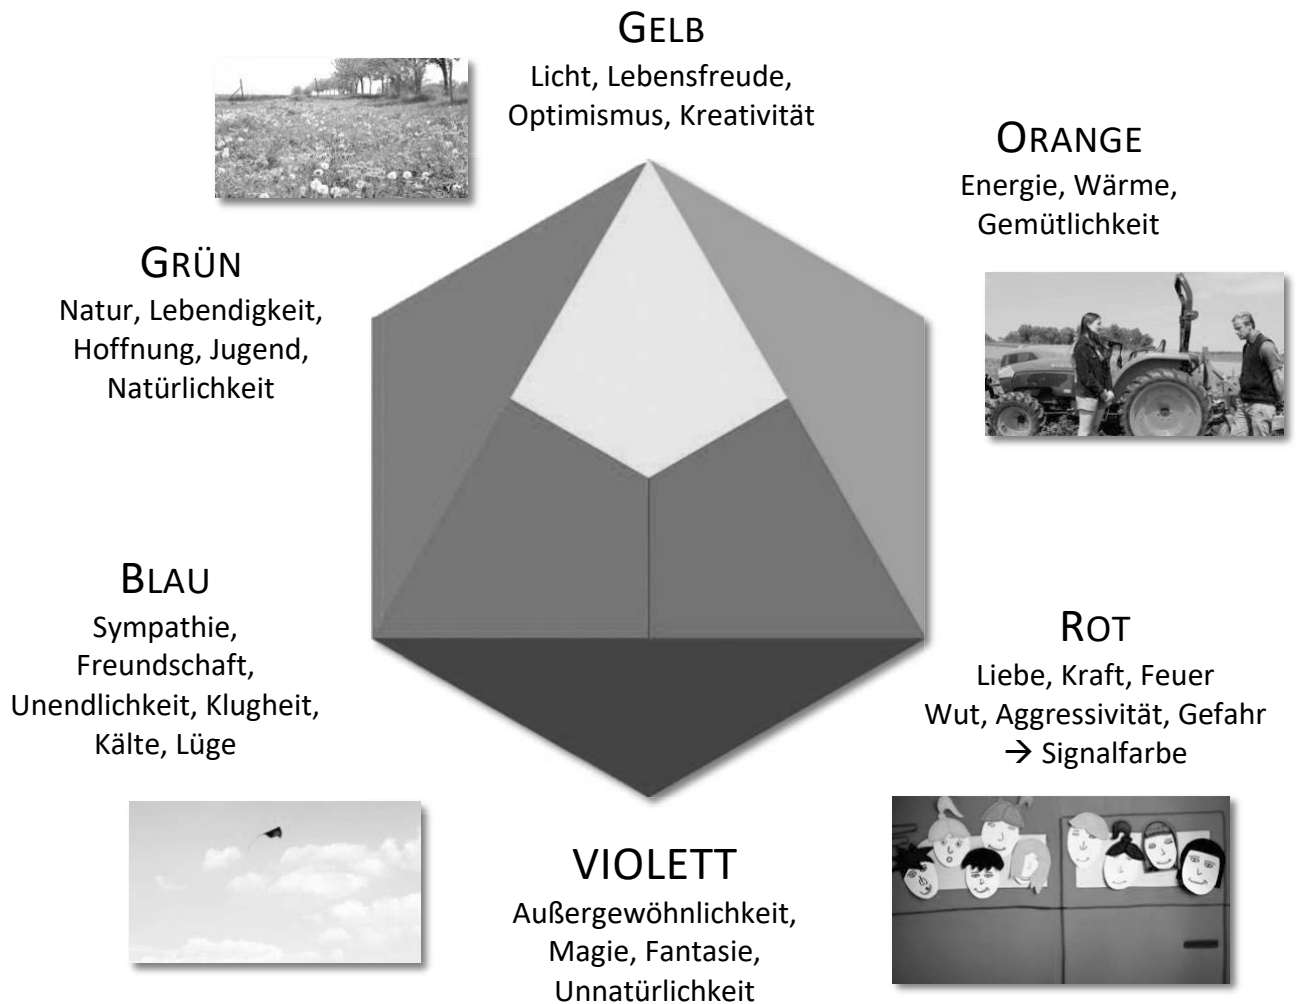 GELB
Licht, Lebensfreude,
Optimismus, Kreativität
ORANGE
Energie, Wärme,
Gemütlichkeit
GRÜN
Natur, Lebendigkeit,
Hoffnung, Jugend,
Natürlichkeit
BLAU
Sympathie,
Freundschaft,
Unendlichkeit, Klugheit,
Kälte, Lüge
ROT
Liebe, Kraft, Feuer
Wut, Aggressivität, Gefahr
→ Signalfarbe
VIOLETT
Außergewöhnlichkeit,
Magie, Fantasie,
Unnatürlichkeit